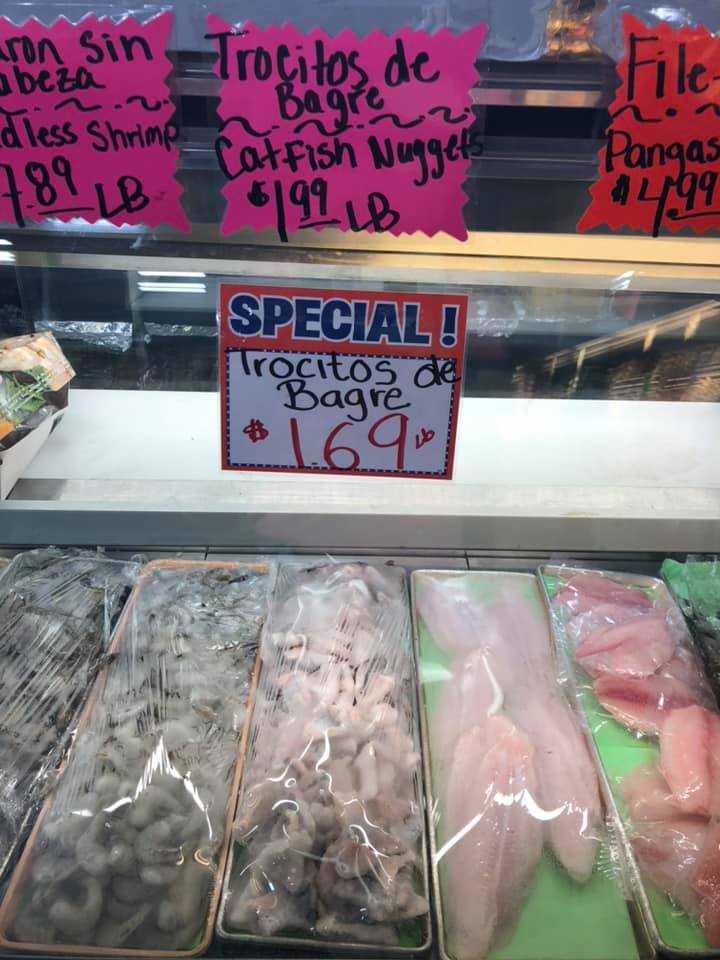 ron sin
abeza
dless Shrimp
7.89 LB
Trocitos de
Bagre
Catfish Nuggets
$1.99 LB
File
Pangas
$4.99
SPECIAL!
Trocitos de
Bagre
$1.69 lb